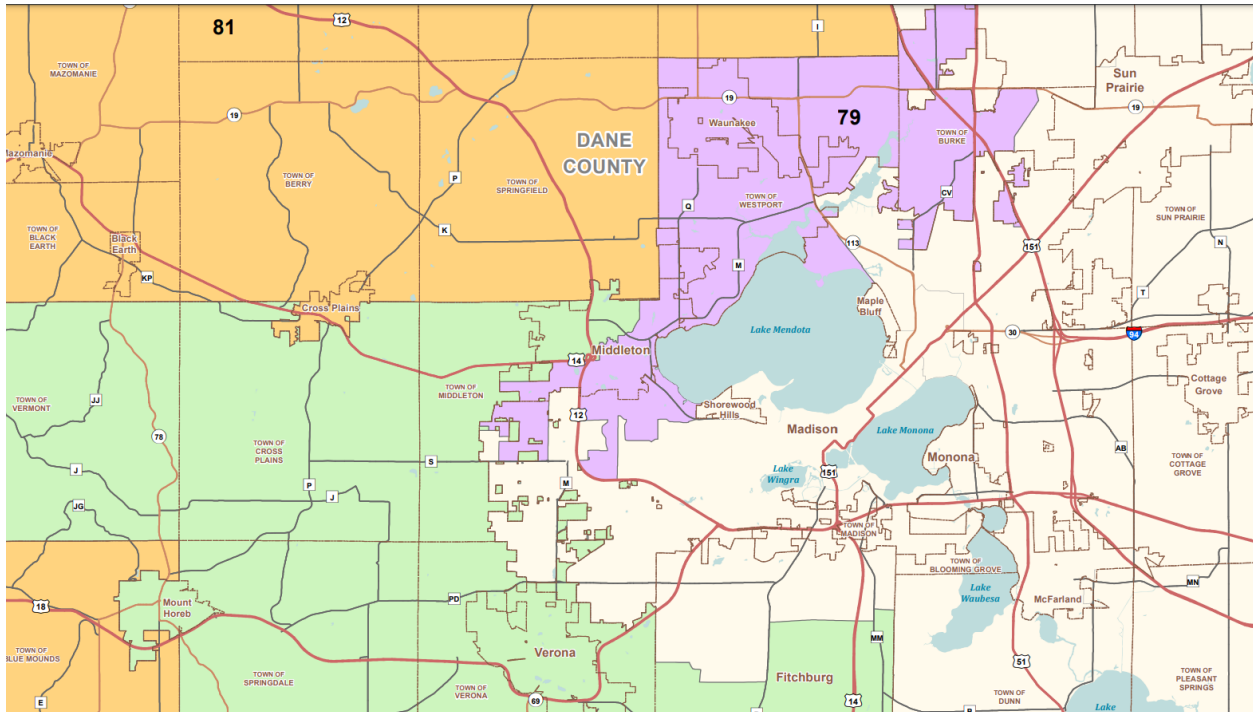 81
12
I
TOWN OF
MAZOMANIE
Sun
Prairie
19
19
19
Waunakee
79
DANE
COUNTY
TOWN OF
BURKE
Mazomanie
TOWN OF
BERRY
P
TOWN OF
SPRINGFIELD
CV
TOWN OF
WESTPORT
Q
TOWN OF
SUN PRAIRIE
TOWN OF
BLACK
EARTH
Black
Earth
K
113
151
N
M
KP
T
Cross Plains
Maple
Bluff
Lake Mendota
30
94
Middleton
14
TOWN OF
MIDDLETON
Cottage
Grove
TOWN OF
VERMONT
JJ
12
Shorewood
Hills
Madison
Lake Monona
78
TOWN OF
CROSS
PLAINS
S
AB
Monona
TOWN OF
COTTAGE
GROVE
J
P
J
M
Lake
Wingra
151
JG
TOWN OF
MADISON
TOWN OF
BLOOMING GROVE
MN
Lake
Waubesa
McFarland
18
Mount
Horeb
PD
MM
TOWN OF
BLUE MOUNDS
Verona
51
TOWN OF
SPRINGDALE
Fitchburg
TOWN OF
PLEASANT
SPRINGS
TOWN OF
VERONA
E
69
14
TOWN OF
DUNN
Lake